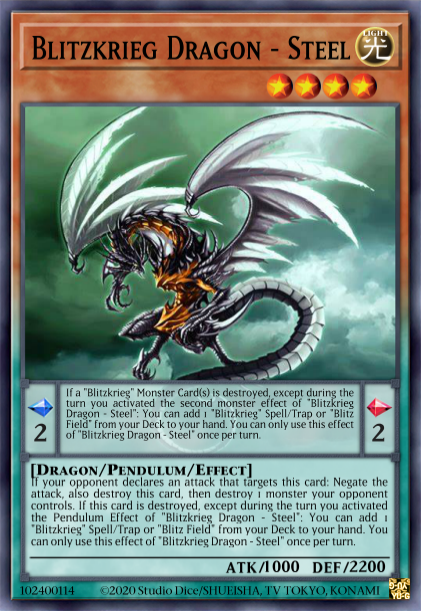 Blitzkrieg Dragon - Steel
LIGHT
光
If a "Blitzkrieg" Monster Card(s) is destroyed, except during the
turn you activated the second monster effect of "Blitzkrieg
Dragon - Steel": You can add 1 "Blitzkrieg" Spell/Trap or "Blitz
Field" from your Deck to your hand. You can only use this effect
of "Blitzkrieg Dragon - Steel" once per turn.
2
2
[Dragon/Pendulum/Effect]
If your opponent declares an attack that targets this card: Negate the
attack, also destroy this card, then destroy 1 monster your opponent
controls. If this card is destroyed, except during the turn you activated
the Pendulum Effect of "Blitzkrieg Dragon - Steel": You can add 1
"Blitzkrieg" Spell/Trap or "Blitz Field" from your Deck to your hand. You
can only use this effect of "Blitzkrieg Dragon - Steel" once per turn.
ATK/1000 DEF/2200
102400114 ©2020 Studio Dice/SHUEISHA, TV TOKYO, KONAMI